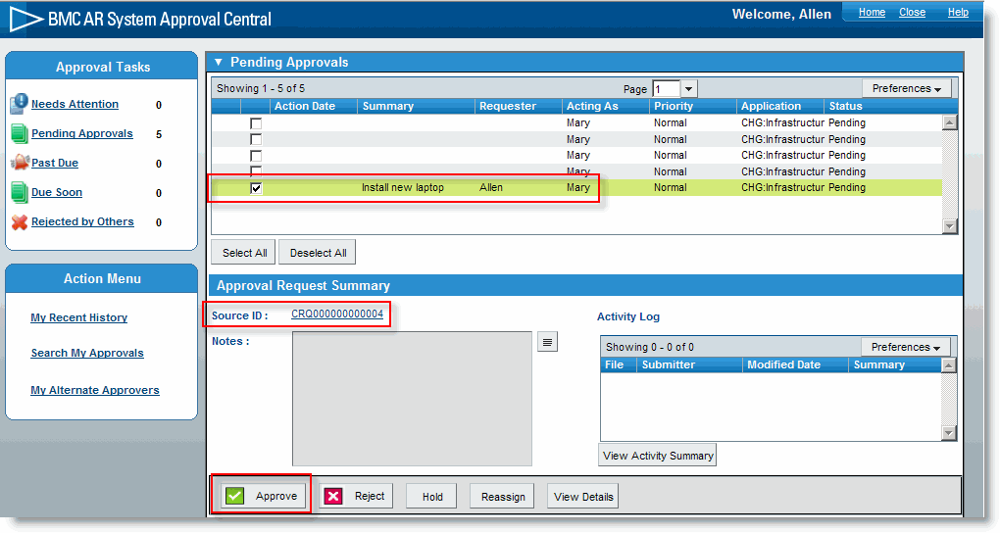 BMC AR System Approval Central
Welcome, Allen Home Close Help
Approval Tasks
Needs Attention 0
Pending Approvals 5
Past Due 0
Due Soon 0
Rejected by Others 0
Action Menu
My Recent History
Search My Approvals
My Alternate Approvers
Pending Approvals
Showing 1 - 5 of 5 Page 1 Preferences
Action Date Summary Requester Acting As Priority Application Status
Mary Normal CHG:Infrastructur Pending
Mary Normal CHG:Infrastructur Pending
Mary Normal CHG:Infrastructur Pending
Mary Normal CHG:Infrastructur Pending
Install new laptop Allen Mary Normal CHG:Infrastructur Pending
Select All Deselect All
Approval Request Summary
Source ID : CRQ000000000004
Notes :
Activity Log
Showing 0 - 0 of 0 Preferences
File Submitter Modified Date Summary
View Activity Summary
Approve Reject Hold Reassign View Details